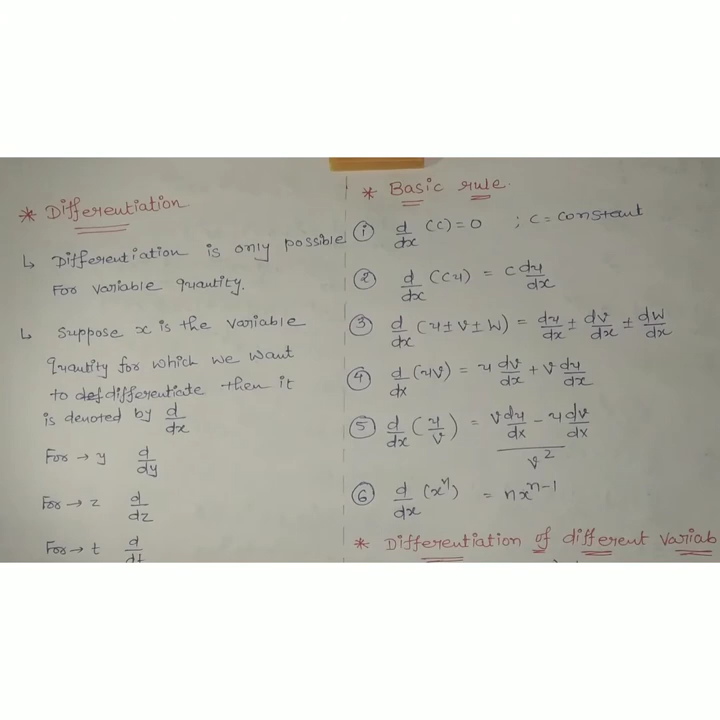 * Differentiation
↳ Differentiation is only possible
For variable quantity.
↳ Suppose x is the variable
quantity for which we want
to def differentiate then it
is denoted by d/dx
For → y d/dy
For → z d/dz
For → t d/dt
* Basic rule.
① d/dx (c) = 0 ; c = constant
② d/dx (cu) = c du/dx
③ d/dx (u ± v ± w) = du/dx ± dv/dx ± dw/dx
④ d/dx (uv) = u dv/dx + v du/dx
⑤ d/dx (u/v) = (v du/dx - u dv/dx) / v²
⑥ d/dx (xⁿ) = nxⁿ⁻¹
* Differentiation of different variab